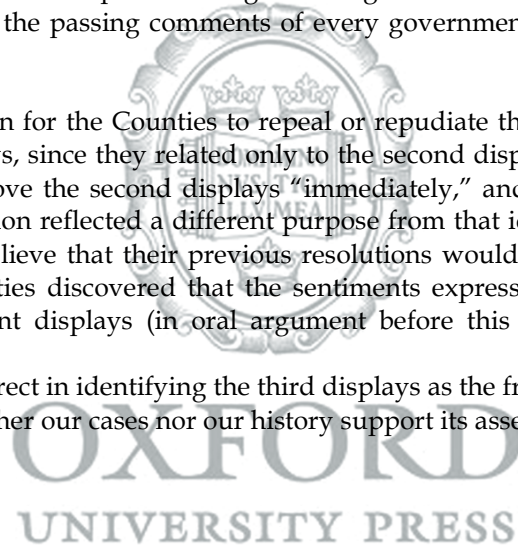 the passing comments of every governmen
n for the Counties to repeal or repudiate th
s, since they related only to the second disp
ove the second displays “immediately,” and
on reflected a different purpose from that i
lieve that their previous resolutions would
ties discovered that the sentiments express
nt displays (in oral argument before this
rect in identifying the third displays as the fr
her our cases nor our history support its asse
OXFORD
UNIVERSITY PRESS